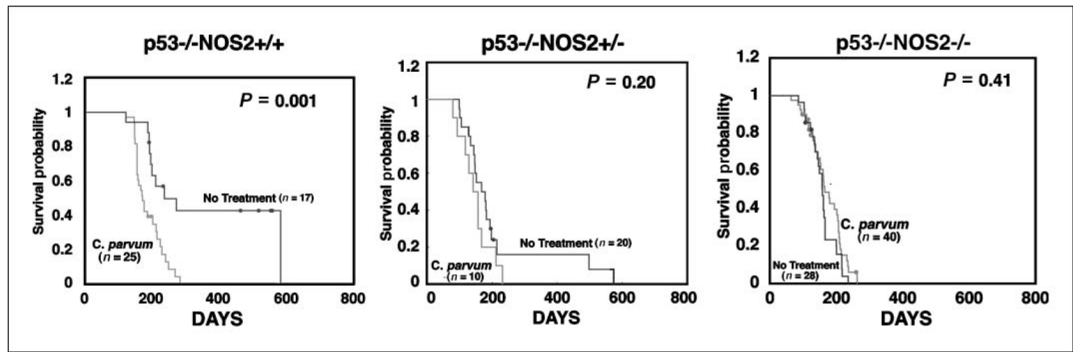 p53-/-NOS2+/+
1.2
1
0.8
0.6
0.4
0.2
0
Survival probability
P = 0.001
No Treatment (n = 17)
C. parvum
(n = 25)
0 200 400 600 800
DAYS
p53-/-NOS2+/-
1.2
1
0.8
0.6
0.4
0.2
0
Survival probability
P = 0.20
No Treatment (n = 20)
C. parvum
(n = 10)
0 200 400 600 800
DAYS
p53-/-NOS2-/-
1.2
1
0.8
0.6
0.4
0.2
0
Survival probability
P = 0.41
C. parvum
(n = 40)
No Treatment
(n = 28)
0 200 400 600 800
DAYS